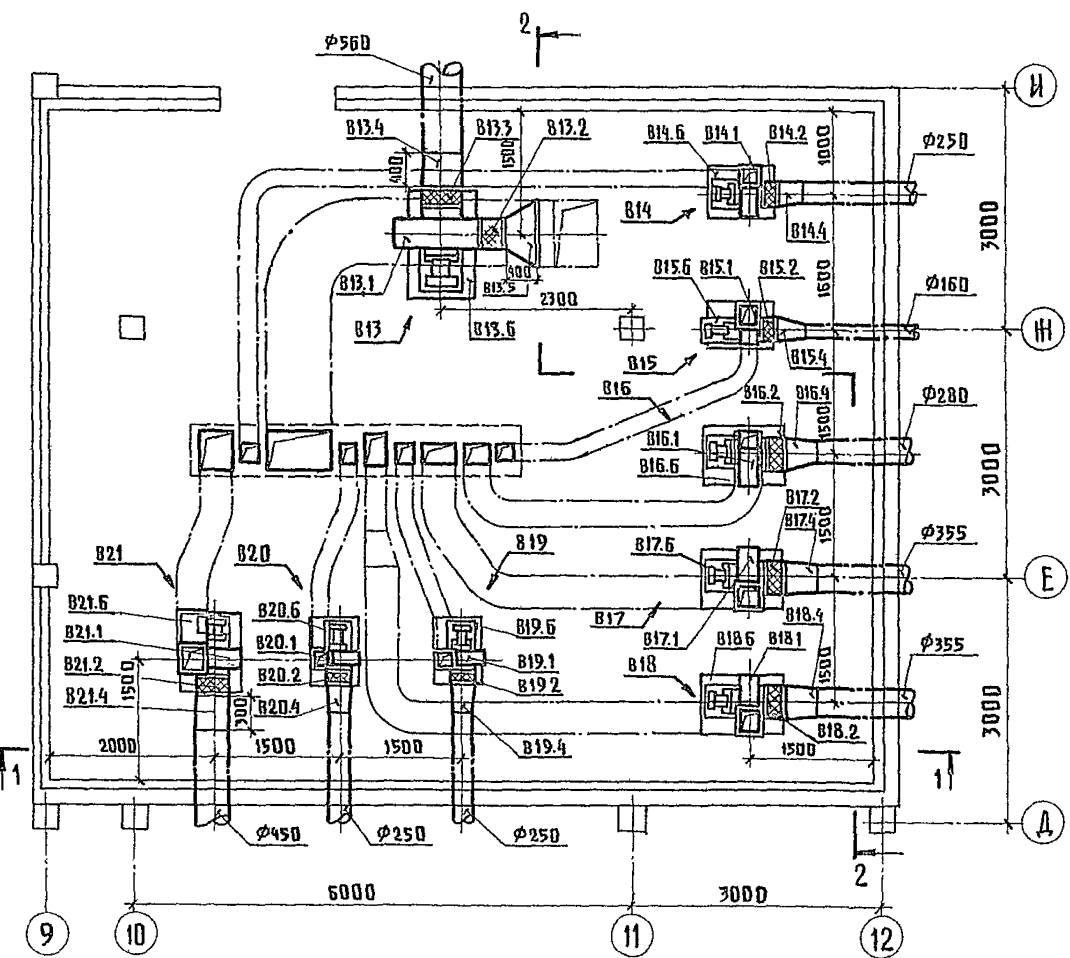 2
Ф560
И
В13.4
В13.3
В13.2
В14.6
В14.1
В14.2
Ф250
400
1500
1000
В14
В14.4
3000
В13.1
400
В13.5
В15.6
В15.1
В15.2
1600
Ф160
2300
В13
В13.6
Ж
В15
В15.4
В16
В16.2
В16.4
Ф280
1500
В16.1
В16.6
3000
В17.2
В17.4
1500
В21
В20
В19
В17.6
Ф355
Е
В21.6
В20.6
В19.6
В17
В17.1
В18.4
В21.1
В20.1
В19.1
В18
В18.6
В18.1
Ф355
В21.2
1500
В20.2
В19.2
1500
В21.4
300
В20.4
В19.4
В18.2
3000
2000
1500
1500
1500
1
1
Ф450
Ф250
Ф250
Д
2
6000
3000
9
10
11
12